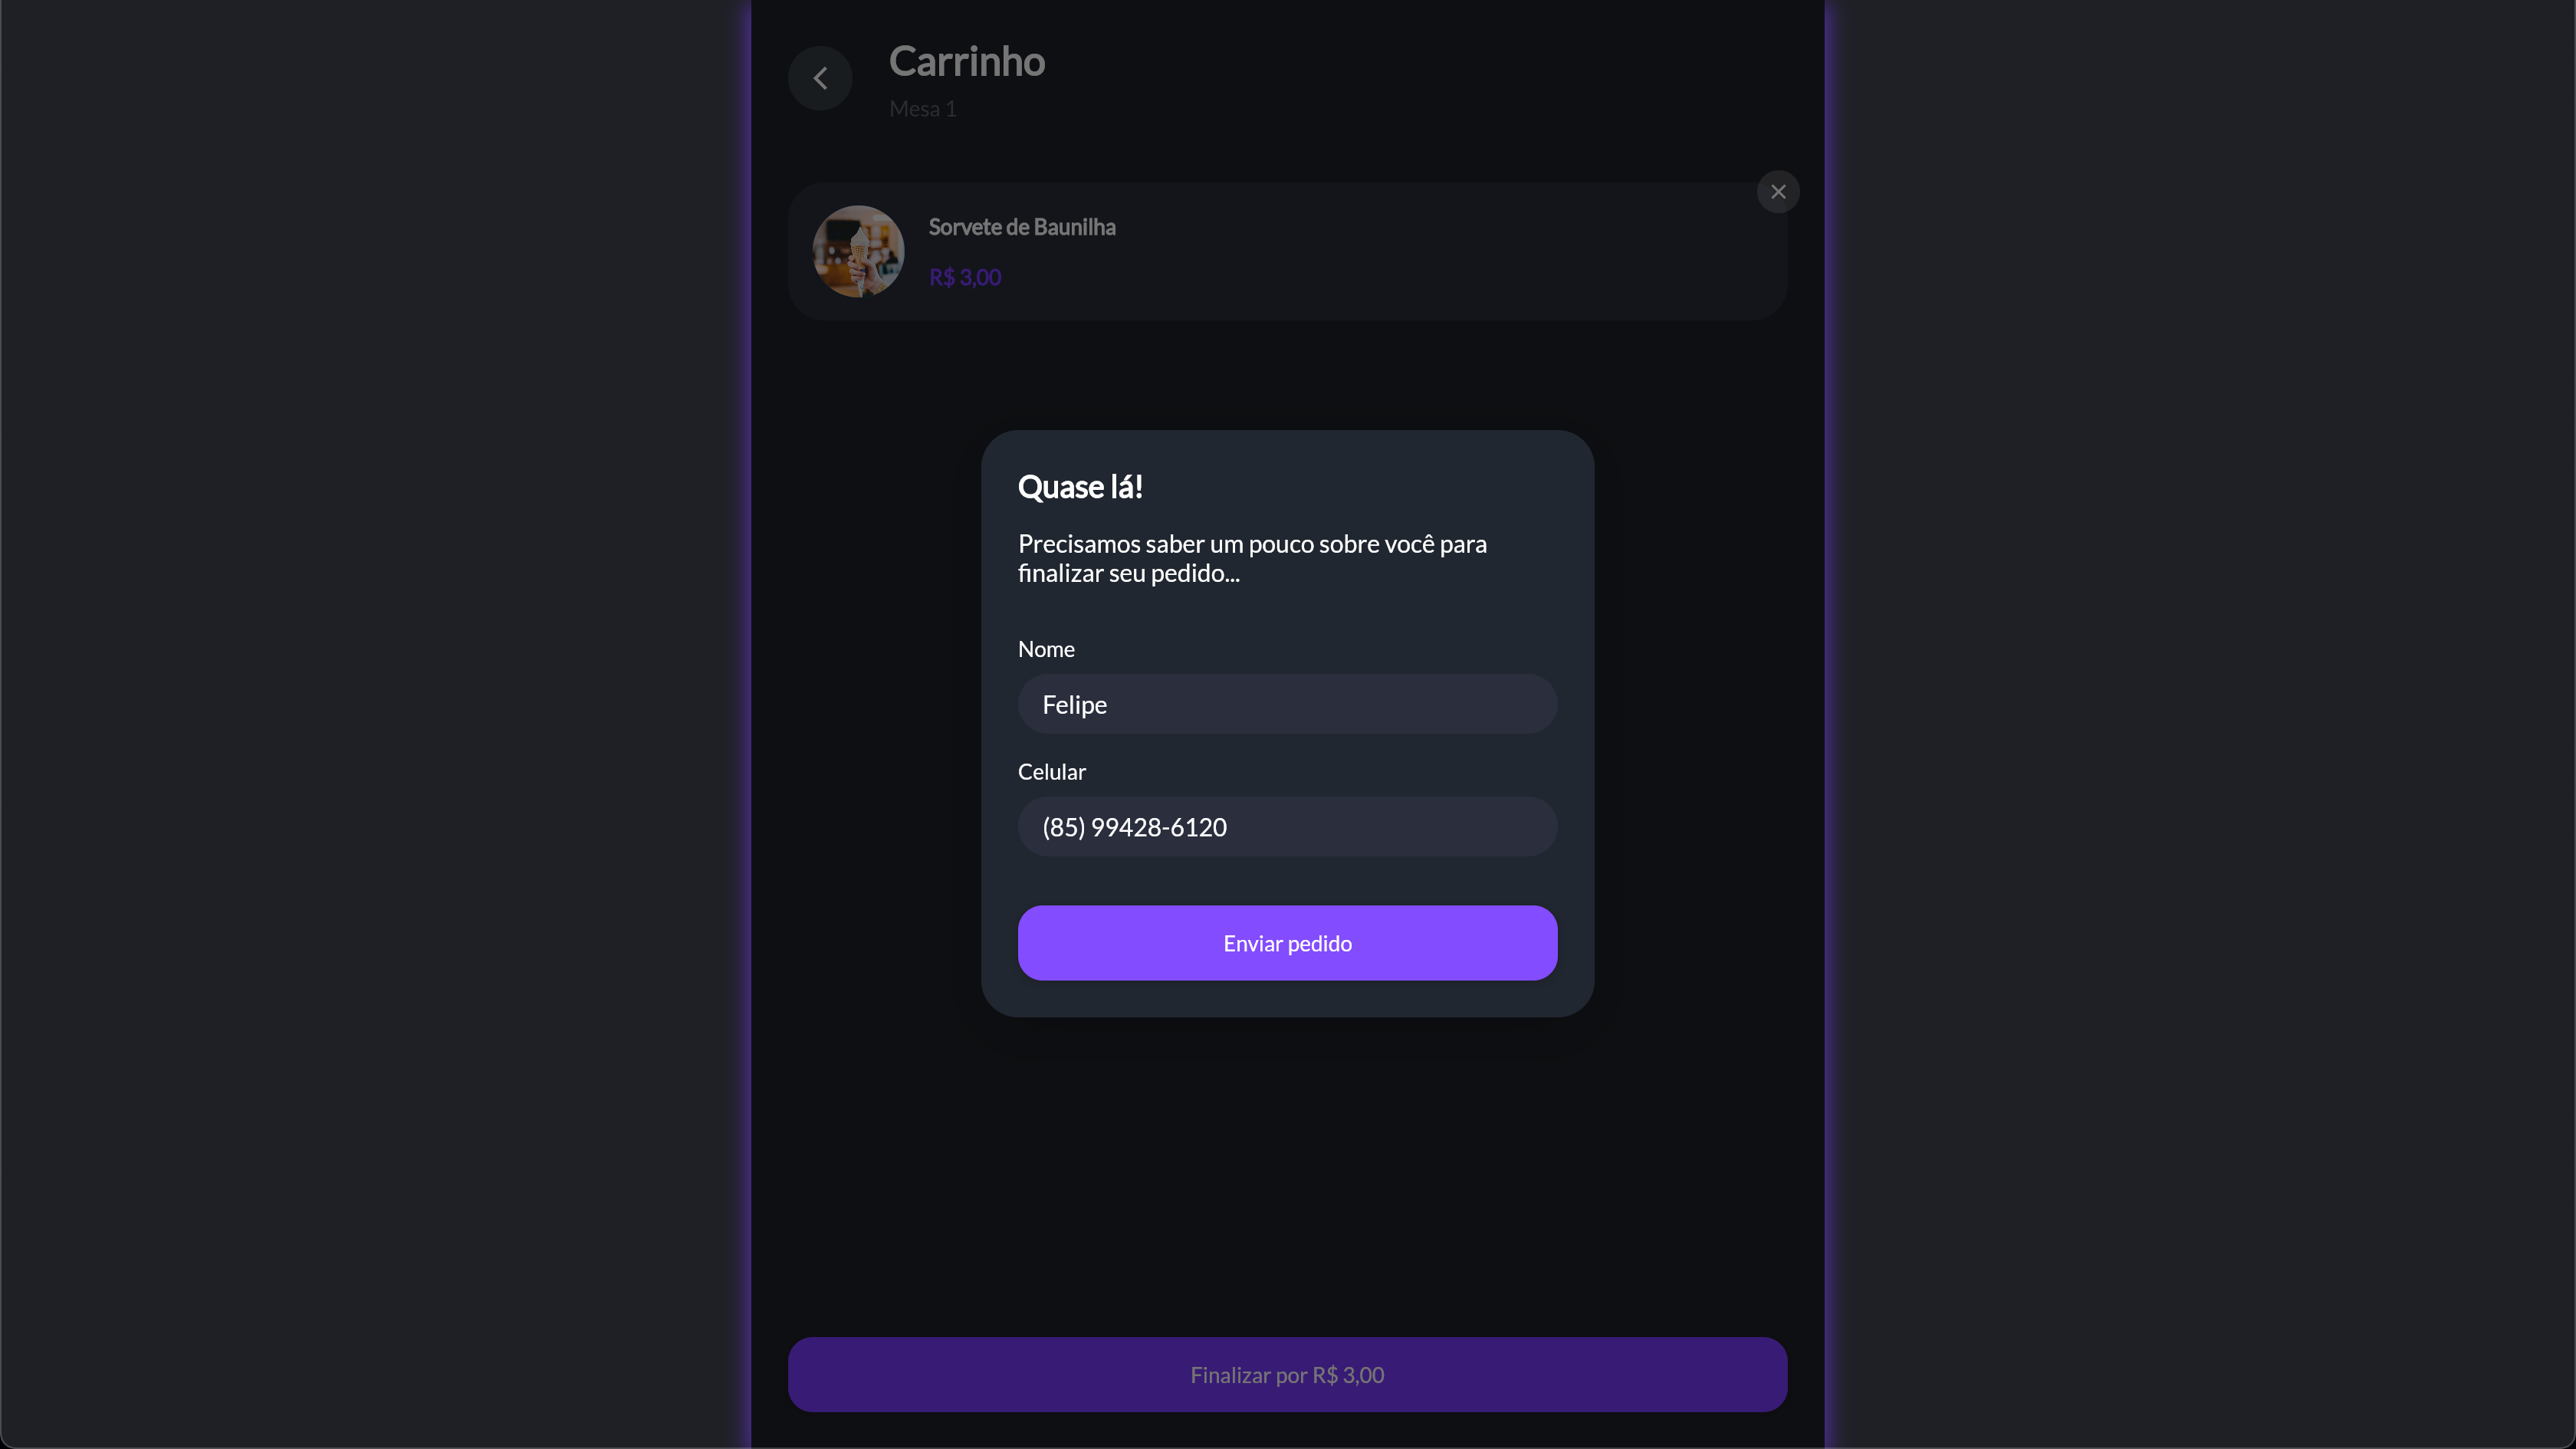 Carrinho
Mesa 1
Sorvete de Baunilha
R$ 3,00
Quase lá!
Precisamos saber um pouco sobre você para
finalizar seu pedido...
Nome
Felipe
Celular
(85) 99428-6120
Enviar pedido
Finalizar por R$ 3,00